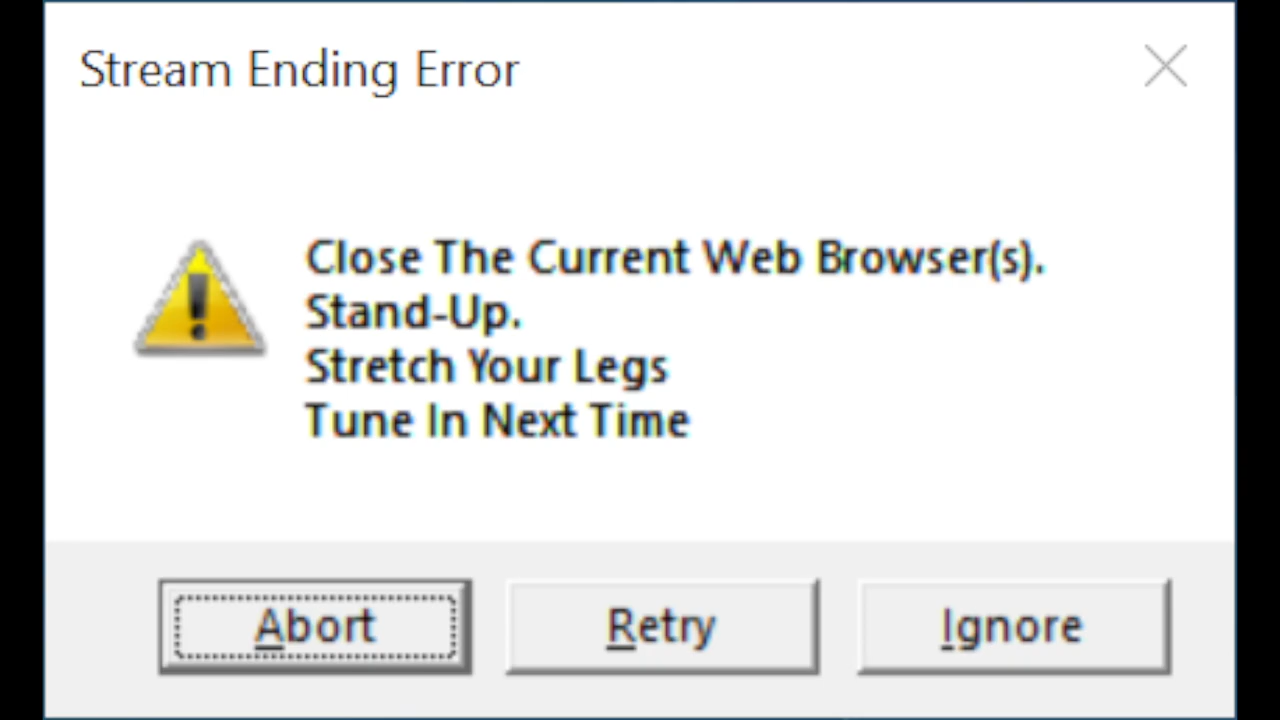 Stream Ending Error
Close The Current Web Browser(s).
Stand-Up.
Stretch Your Legs
Tune In Next Time
Abort
Retry
Ignore